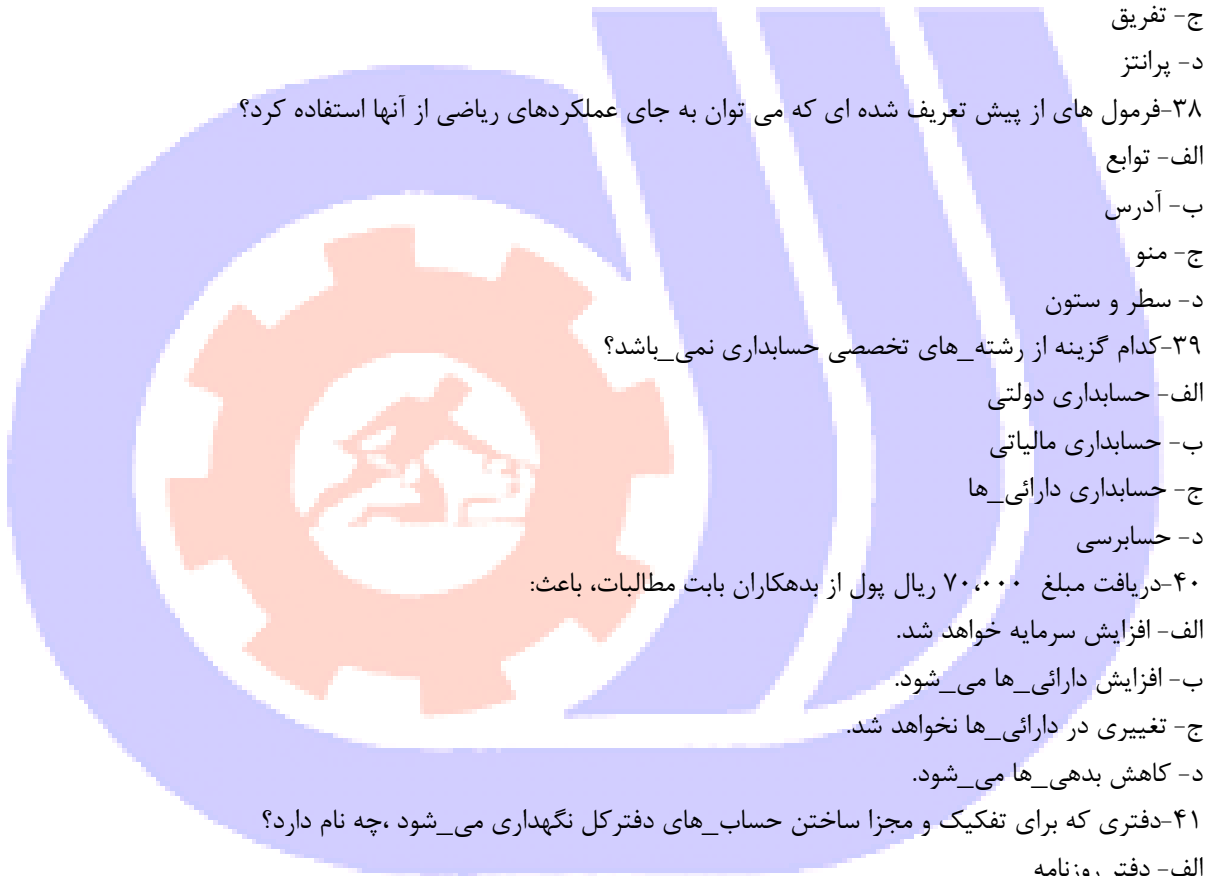 ج- تفریق
د- پرانتز
۳۸-فرمول های از پیش تعریف شده ای که می توان به جای عملکردهای ریاضی از آنها استفاده کرد؟
الف- توابع
ب- آدرس
ج- منو
د- سطر و ستون
۳۹-کدام گزینه از رشته_های تخصصی حسابداری نمی_باشد؟
الف- حسابداری دولتی
ب- حسابداری مالیاتی
ج- حسابداری دارائی_ها
د- حسابرسی
۴۰-دریافت مبلغ ۷۰،۰۰۰ ریال پول از بدهکاران بابت مطالبات، باعث:
الف- افزایش سرمایه خواهد شد.
ب- افزایش دارائی_ها می_شود.
ج- تغییری در دارائی_ها نخواهد شد.
د- کاهش بدهی_ها می_شود.
۴۱-دفتری که برای تفکیک و مجزا ساختن حساب_های دفترکل نگهداری می_شود ،چه نام دارد؟
الف- دفتر روزنامه